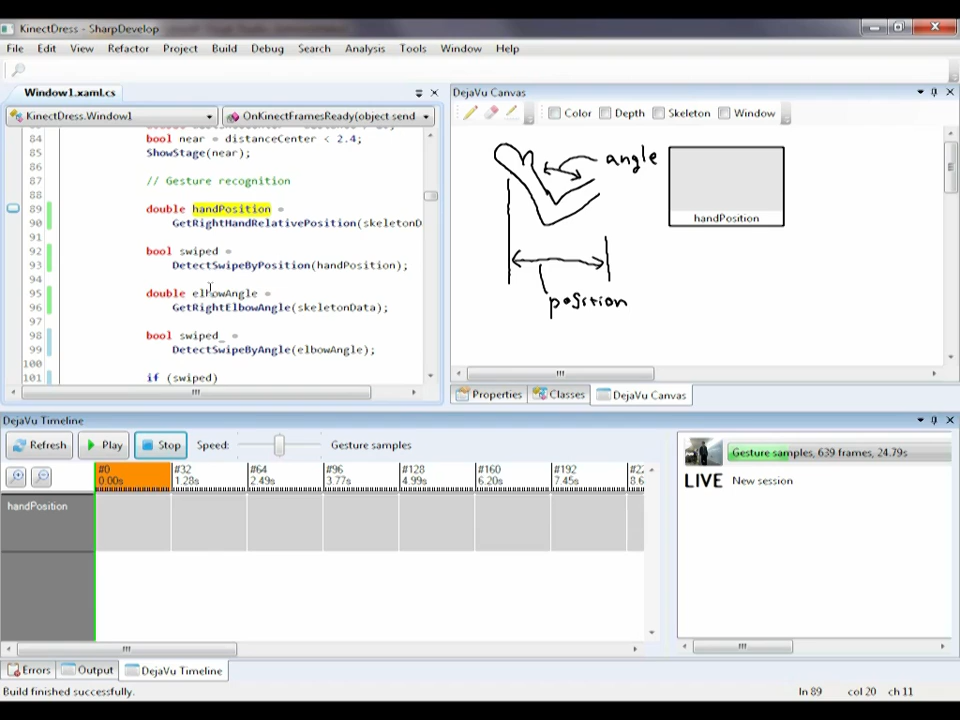 KinectDress - SharpDevelop
File Edit View Refactor Project Build Debug Search Analysis Tools Window Help
Window1.xaml.cs
KinectDress.Window1 OnKinectFramesReady(object send
84 bool near = distanceCenter < 2.4;
85 ShowStage(near);
86
87 // Gesture recognition
88
89 double handPosition =
90 GetRightHandRelativePosition(skeletonD
91
92 bool swiped =
93 DetectSwipeByPosition(handPosition);
94
95 double elbowAngle =
96 GetRightElbowAngle(skeletonData);
97
98 bool swiped_ =
99 DetectSwipeByAngle(elbowAngle);
100
101 if (swiped)
DejaVu Canvas
Color Depth Skeleton Window
angle
handPosition
position
Properties Classes DejaVu Canvas
DejaVu Timeline
Refresh Play Stop Speed: Gesture samples
#0 #32 #64 #96 #128 #160 #192 #22
0.00s 1.28s 2.49s 3.77s 4.99s 6.20s 7.45s 8.6
handPosition
Gesture samples, 639 frames, 24.79s
LIVE New session
Errors Output DejaVu Timeline
Build finished successfully. ln 89 col 20 ch 11